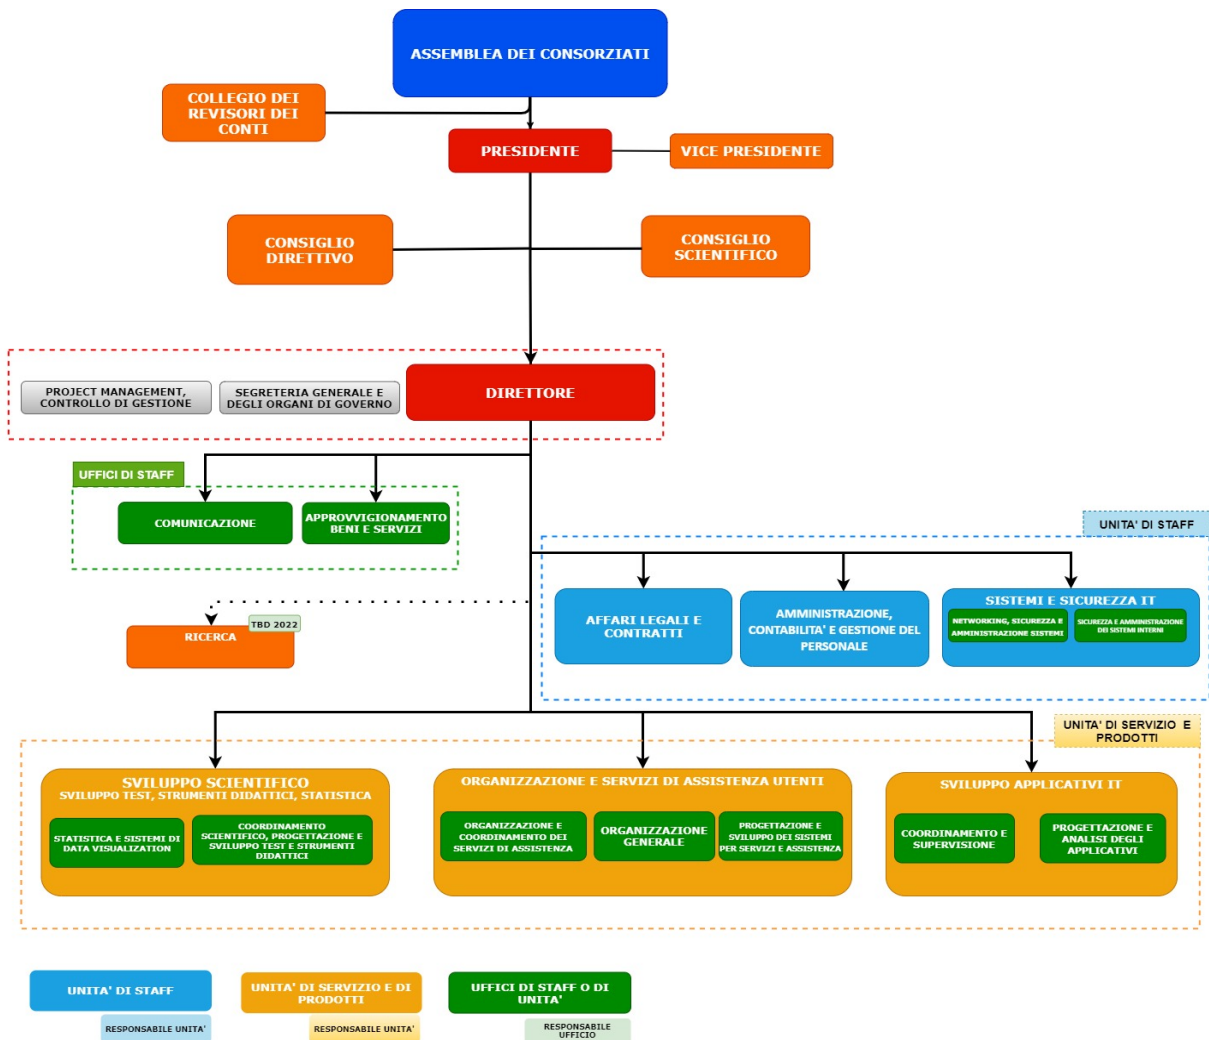 ASSEMBLEA DEI CONSORZIATI
COLLEGIO DEI
REVISORI DEI
CONTI
PRESIDENTE
VICE PRESIDENTE
CONSIGLIO
DIRETTIVO
CONSIGLIO
SCIENTIFICO
PROJECT MANAGEMENT,
CONTROLLO DI GESTIONE
SEGRETERIA GENERALE E
DEGLI ORGANI DI GOVERNO
DIRETTORE
UFFICI DI STAFF
COMUNICAZIONE
APPROVVIGIONAMENTO
BENI E SERVIZI
UNITA' DI STAFF
AFFARI LEGALI E
CONTRATTI
AMMINISTRAZIONE,
CONTABILITA' E GESTIONE DEL
PERSONALE
SISTEMI E SICUREZZA IT
NETWORKING, SICUREZZA E
AMMINISTRAZIONE SISTEMI
SICUREZZA E AMMINISTRAZIONE
DEI SISTEMI INTERNI
TBD 2022
RICERCA
UNITA' DI SERVIZIO E
PRODOTTI
SVILUPPO SCIENTIFICO
SVILUPPO TEST, STRUMENTI DIDATTICI, STATISTICA
STATISTICA E SISTEMI DI
DATA VISUALIZATION
COORDINAMENTO
SCIENTIFICO, PROGETTAZIONE E
SVILUPPO TEST E STRUMENTI
DIDATTICI
ORGANIZZAZIONE E SERVIZI DI ASSISTENZA UTENTI
ORGANIZZAZIONE E
COORDINAMENTO DEI
SERVIZI DI ASSISTENZA
ORGANIZZAZIONE
GENERALE
PROGETTAZIONE E
SVILUPPO DEI SISTEMI
PER SERVIZI E ASSISTENZA
SVILUPPO APPLICATIVI IT
COORDINAMENTO E
SUPERVISIONE
PROGETTAZIONE E
ANALISI DEGLI
APPLICATIVI
UNITA' DI STAFF
RESPONSABILE UNITA'
UNITA' DI SERVIZIO E DI
PRODOTTI
RESPONSABILE UNITA'
UFFICI DI STAFF O DI
UNITA'
RESPONSABILE
UFFICIO